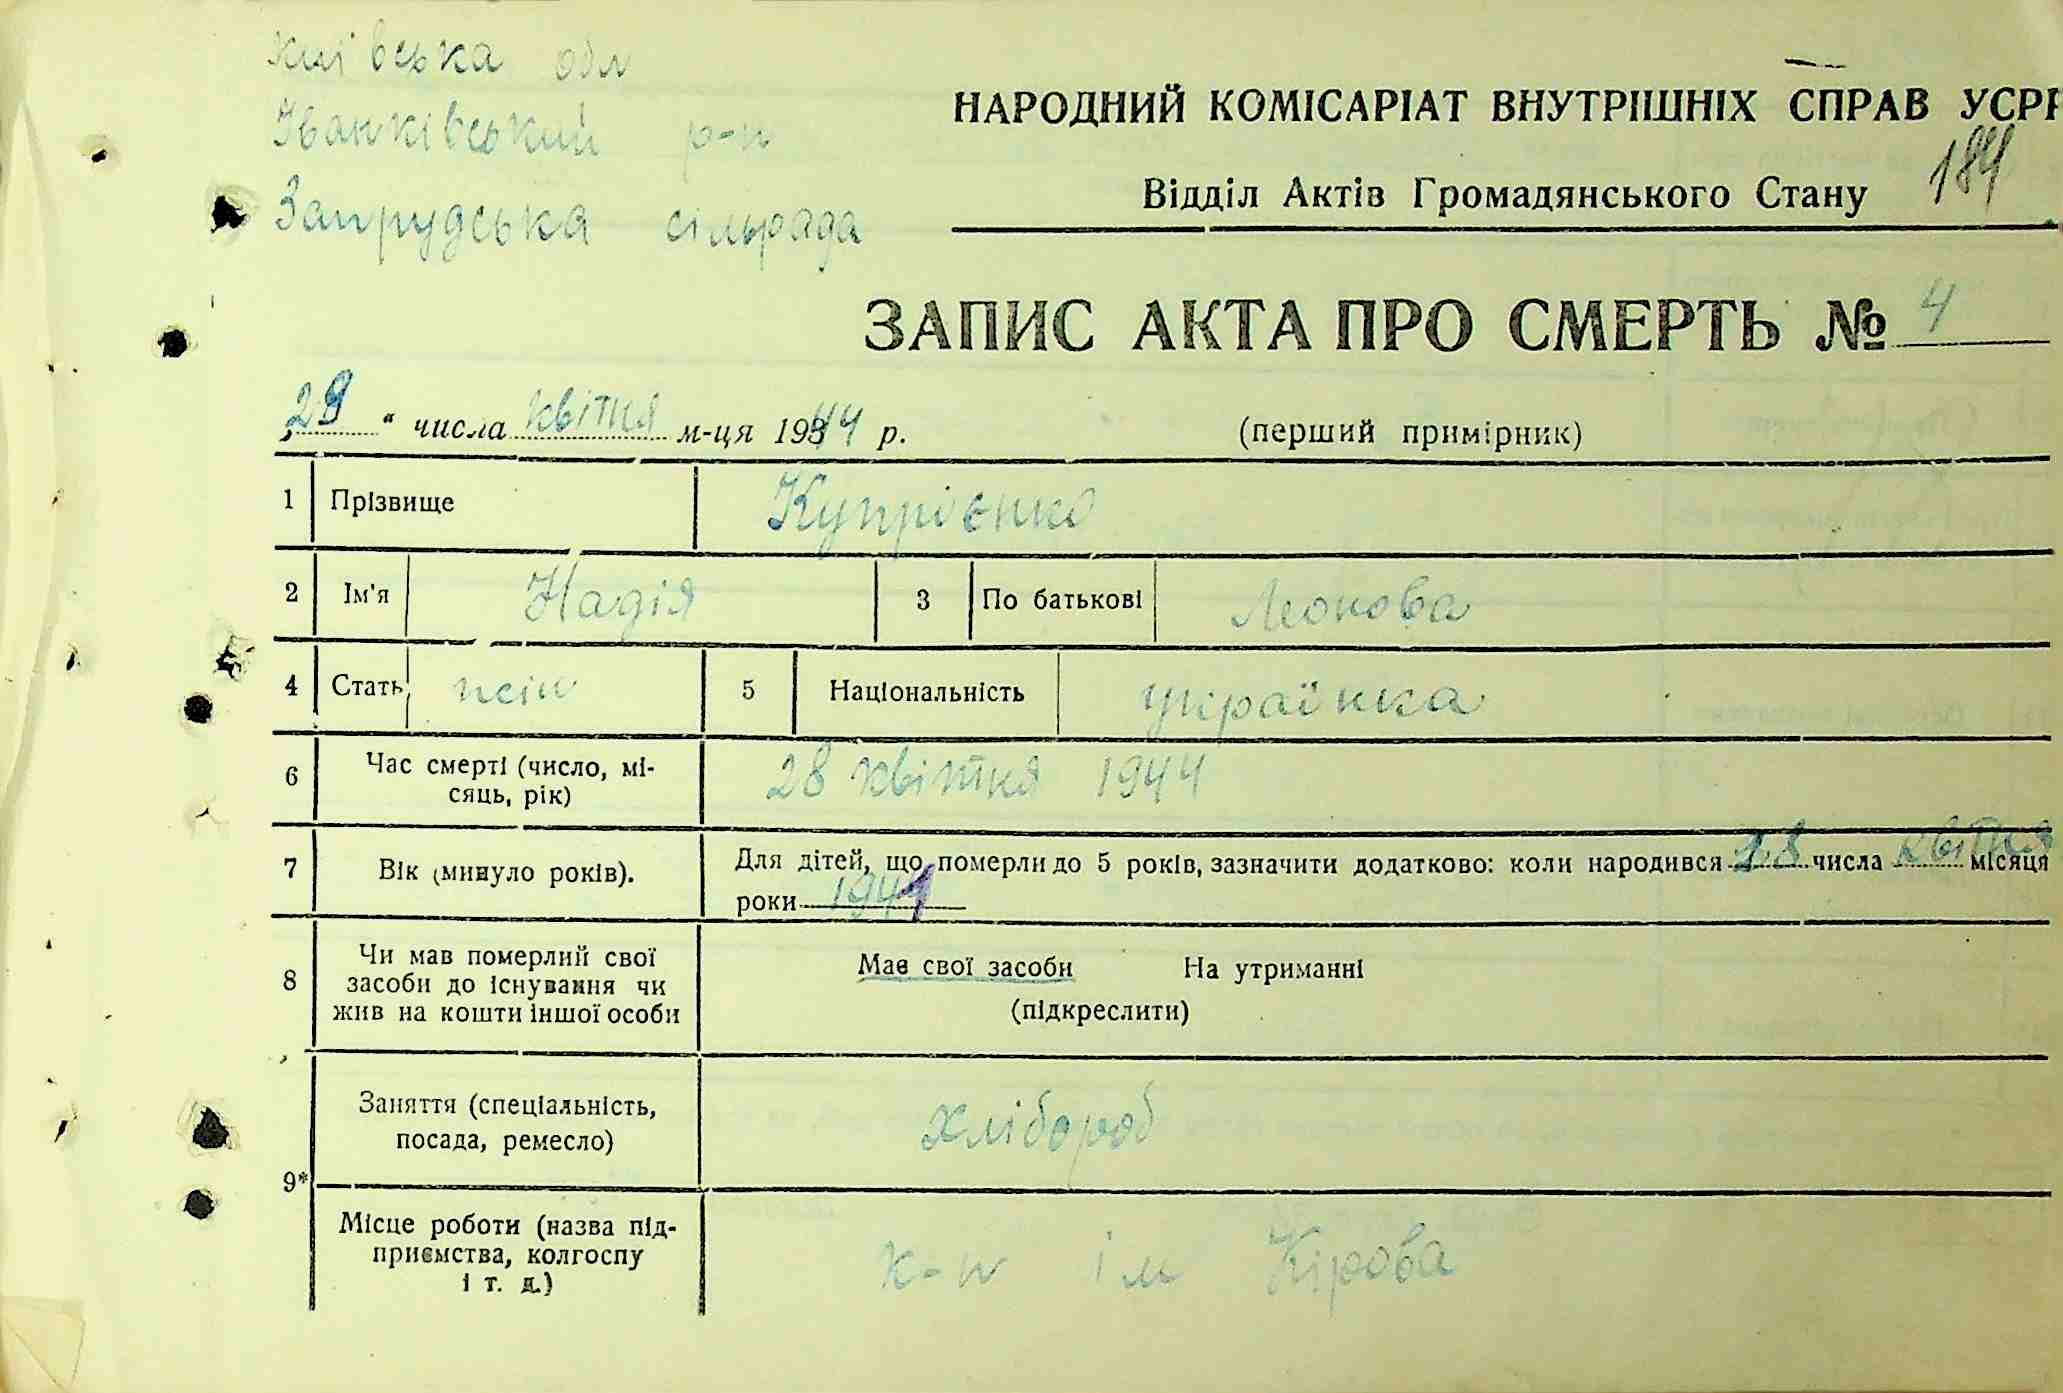 Київська обл
Іванківський р-н
Запрудська сільрада
НАРОДНИЙ КОМІСАРІАТ ВНУТРІШНІХ СПРАВ УСРР
Відділ Актів Громадянського Стану
184
ЗАПИС АКТА ПРО СМЕРТЬ № 4
„29“ числа квітня м-ця 1944 р. (перший примірник)
1 Прізвище Купрієнко
2 Ім'я Надія 3 По батькові Леонова
4 Стать жін 5 Національність українка
6 Час смерті (число, мі-
сяць, рік) 28 квітня 1944
7 Вік (минуло років). Для дітей, що померли до 5 років, зазначити додатково: коли народився 28 числа квітня місяця
роки 1941
8 Чи мав померлий свої
засоби до існування чи
жив на кошти іншої особи
Має свої засоби На утриманні
(підкреслити)
9*
Заняття (спеціальність,
посада, ремесло) хлібороб
Місце роботи (назва під-
приємства, колгоспу
і т. д.) к-п ім Кірова